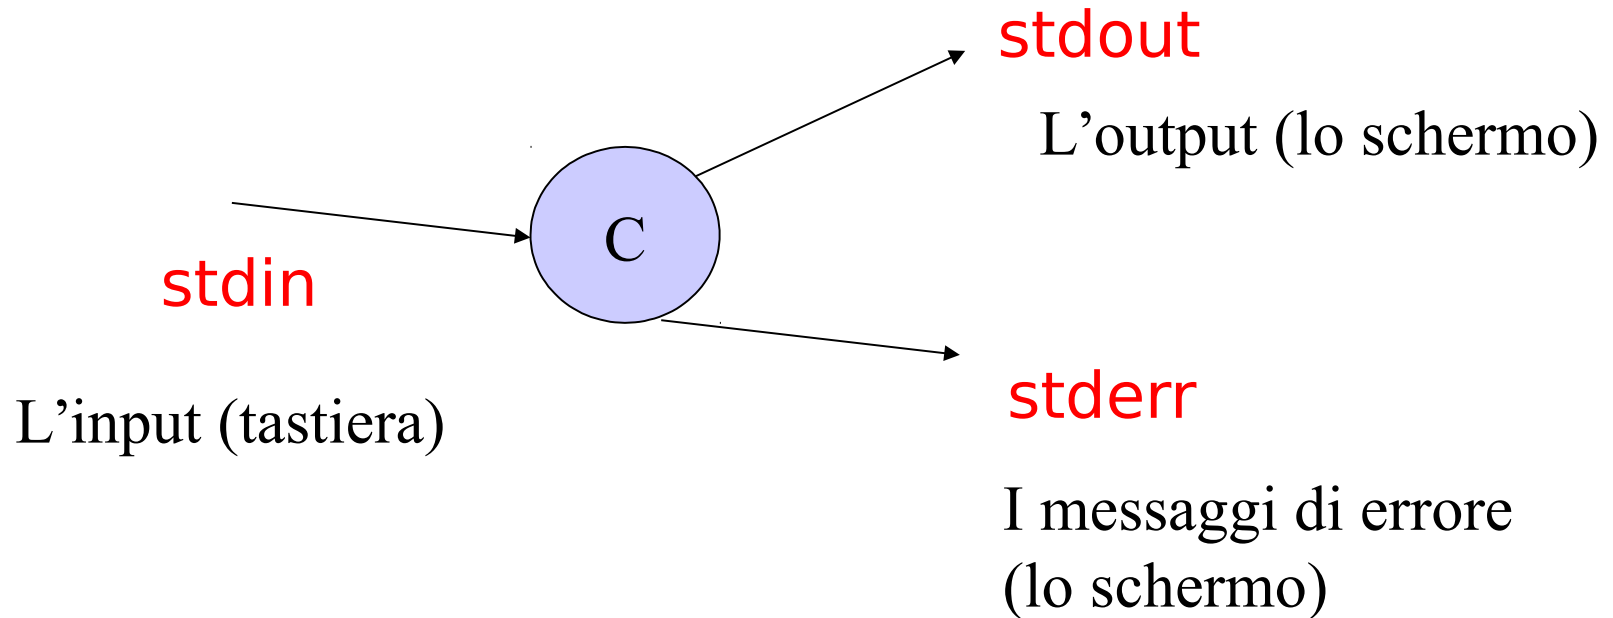 stdout
L’output (lo schermo)
C
stdin
L’input (tastiera)
stderr
I messaggi di errore
(lo schermo)